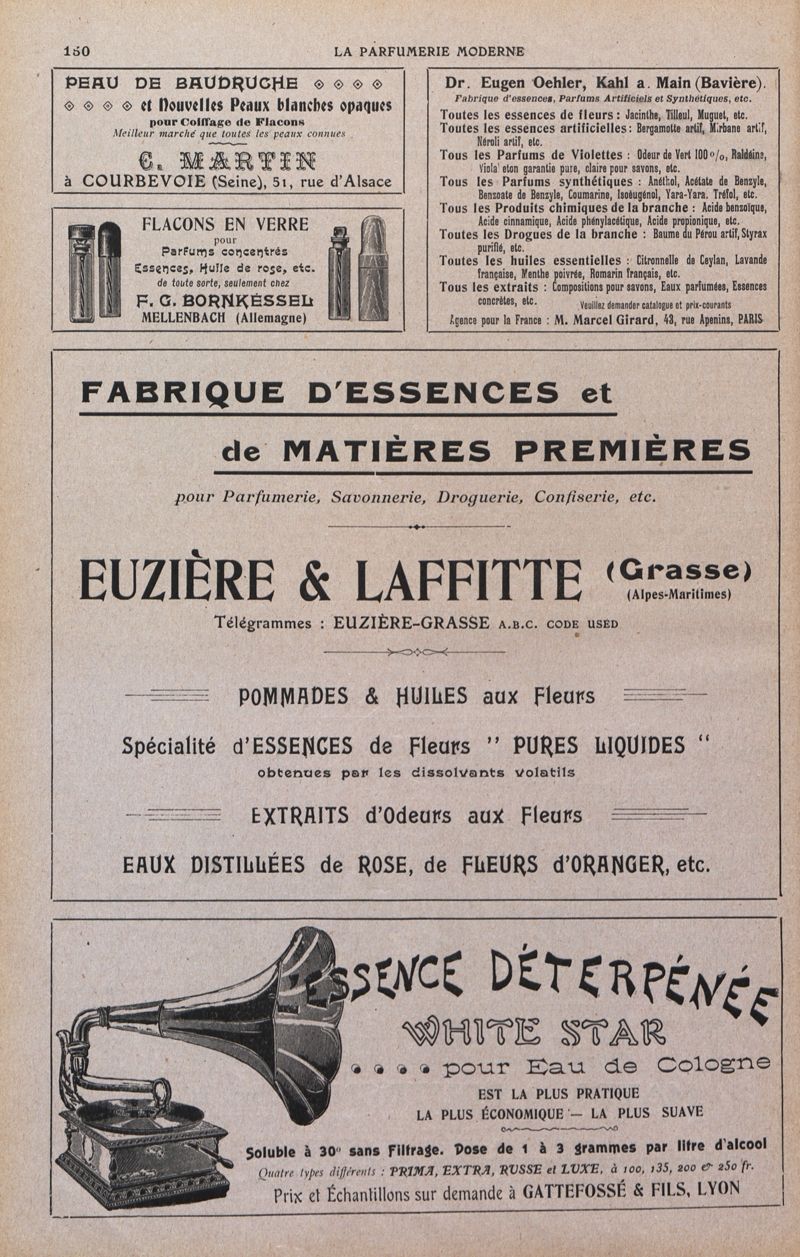 150
LA PARFUMERIE MODERNE
PEAU DE BAUDRUCHE
et Nouvelles Peaux blanches opaques
pour Coiffage de Flacons
Meilleur marché que toutes les peaux connues
C. MARTIN
à COURBEVOIE (Seine), 51, rue d'Alsace
FLACONS EN VERRE
pour
Parfums concentrés
Essences, Huile de rose, etc.
de toute sorte, seulement chez
F. G. BORNKESSEL
MELLENBACH (Allemagne)
Dr. Eugen Oehler, Kahl a. Main (Bavière).
Fabrique d'essences, Parfums Artificiels et Synthétiques, etc.
Toutes les essences de fleurs : Jacinthe, Tilleul, Muguet, etc.
Toutes les essences artificielles : Bergamotte artif, Mirbane artif,
Néroli artif, etc.
Tous les Parfums de Violettes : Odeur de Vert 100 %, Raldéine,
Viola eton garantie pure, claire pour savons, etc.
Tous les Parfums synthétiques : Anéthol, Acétate de Benzyle,
Benzoate de Benzyle, Coumarine, Isoéugénol, Yara-Yara. Tréfol, etc.
Tous les Produits chimiques de la branche : Acide benzoïque,
Acide cinnamique, Acide phénylacétique, Acide propionique, etc.
Toutes les Drogues de la branche : Baume du Pérou artif, Styrax
purifié, etc.
Toutes les huiles essentielles : Citronnelle de Ceylan, Lavande
française, Menthe poivrée, Romarin français, etc.
Tous les extraits : Compositions pour savons, Eaux parfumées, Essences
concrètes, etc. Veuillez demander catalogue et prix-courants
Agence pour la France : M. Marcel Girard, 43, rue Apenins, PARIS
FABRIQUE D'ESSENCES et
de MATIÈRES PREMIÈRES
pour Parfumerie, Savonnerie, Droguerie, Confiserie, etc.
EUZIÈRE & LAFFITTE (Grasse)
(Alpes-Maritimes)
Télégrammes : EUZIÈRE-GRASSE A.B.C. CODE USED
POMMADES & HUILES aux Fleurs
Spécialité d'ESSENCES de Fleurs " PURES LIQUIDES "
obtenues par les dissolvants volatils
EXTRAITS d'Odeurs aux Fleurs
EAUX DISTILLÉES de ROSE, de FLEURS d'ORANGER, etc.
ESSENCE DÉTERPÉNÉE
WHITE STAR
pour Eau de Cologne
EST LA PLUS PRATIQUE
LA PLUS ÉCONOMIQUE — LA PLUS SUAVE
Soluble à 30° sans Filtrage. Dose de 1 à 3 grammes par litre d'alcool
Quatre types différents : PRIMA, EXTRA, RUSSE et LUXE, à 100, 135, 200 & 250 fr.
Prix et Échantillons sur demande à GATTEFOSSÉ & FILS, LYON